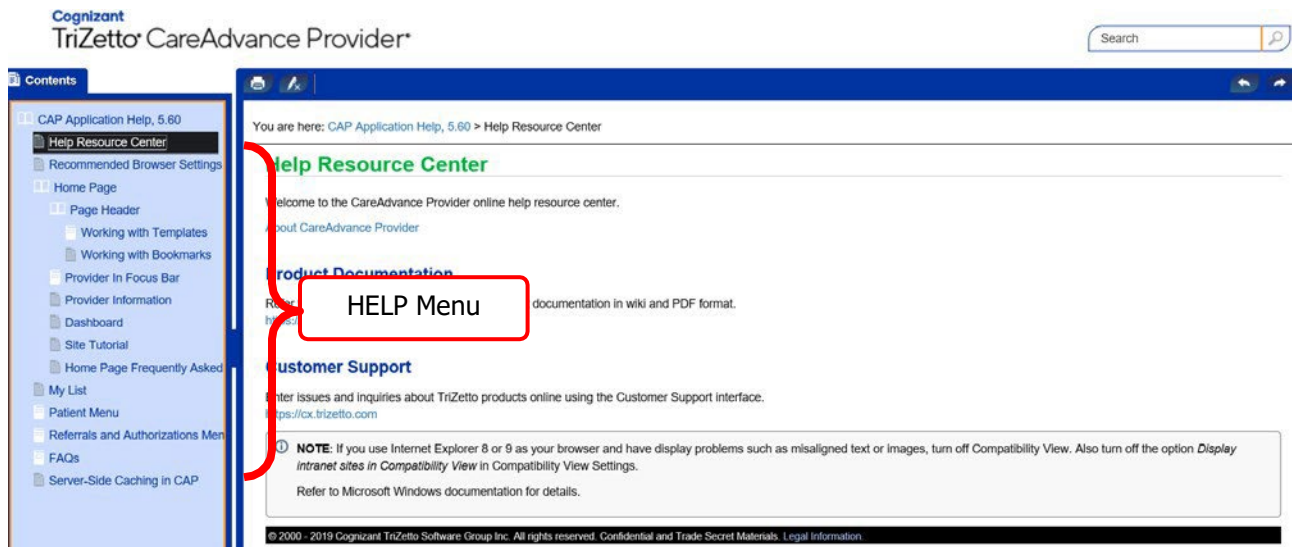 Cognizant
TriZetto® CareAdvance Provider®
Search
Contents
CAP Application Help, 5.60
Help Resource Center
Recommended Browser Settings
Home Page
Page Header
Working with Templates
Working with Bookmarks
Provider In Focus Bar
Provider Information
Dashboard
Site Tutorial
Home Page Frequently Asked
My List
Patient Menu
Referrals and Authorizations Men
FAQs
Server-Side Caching in CAP
You are here: CAP Application Help, 5.60 > Help Resource Center
Help Resource Center
Welcome to the CareAdvance Provider online help resource center.
About CareAdvance Provider
Product Documentation
Refer documentation in wiki and PDF format.
https:/
HELP Menu
Customer Support
Enter issues and inquiries about TriZetto products online using the Customer Support interface.
https://cx.trizetto.com
NOTE: If you use Internet Explorer 8 or 9 as your browser and have display problems such as misaligned text or images, turn off Compatibility View. Also turn off the option Display
intranet sites in Compatibility View in Compatibility View Settings.
Refer to Microsoft Windows documentation for details.
© 2000 - 2019 Cognizant TriZetto Software Group Inc. All rights reserved. Confidential and Trade Secret Materials. Legal Information.